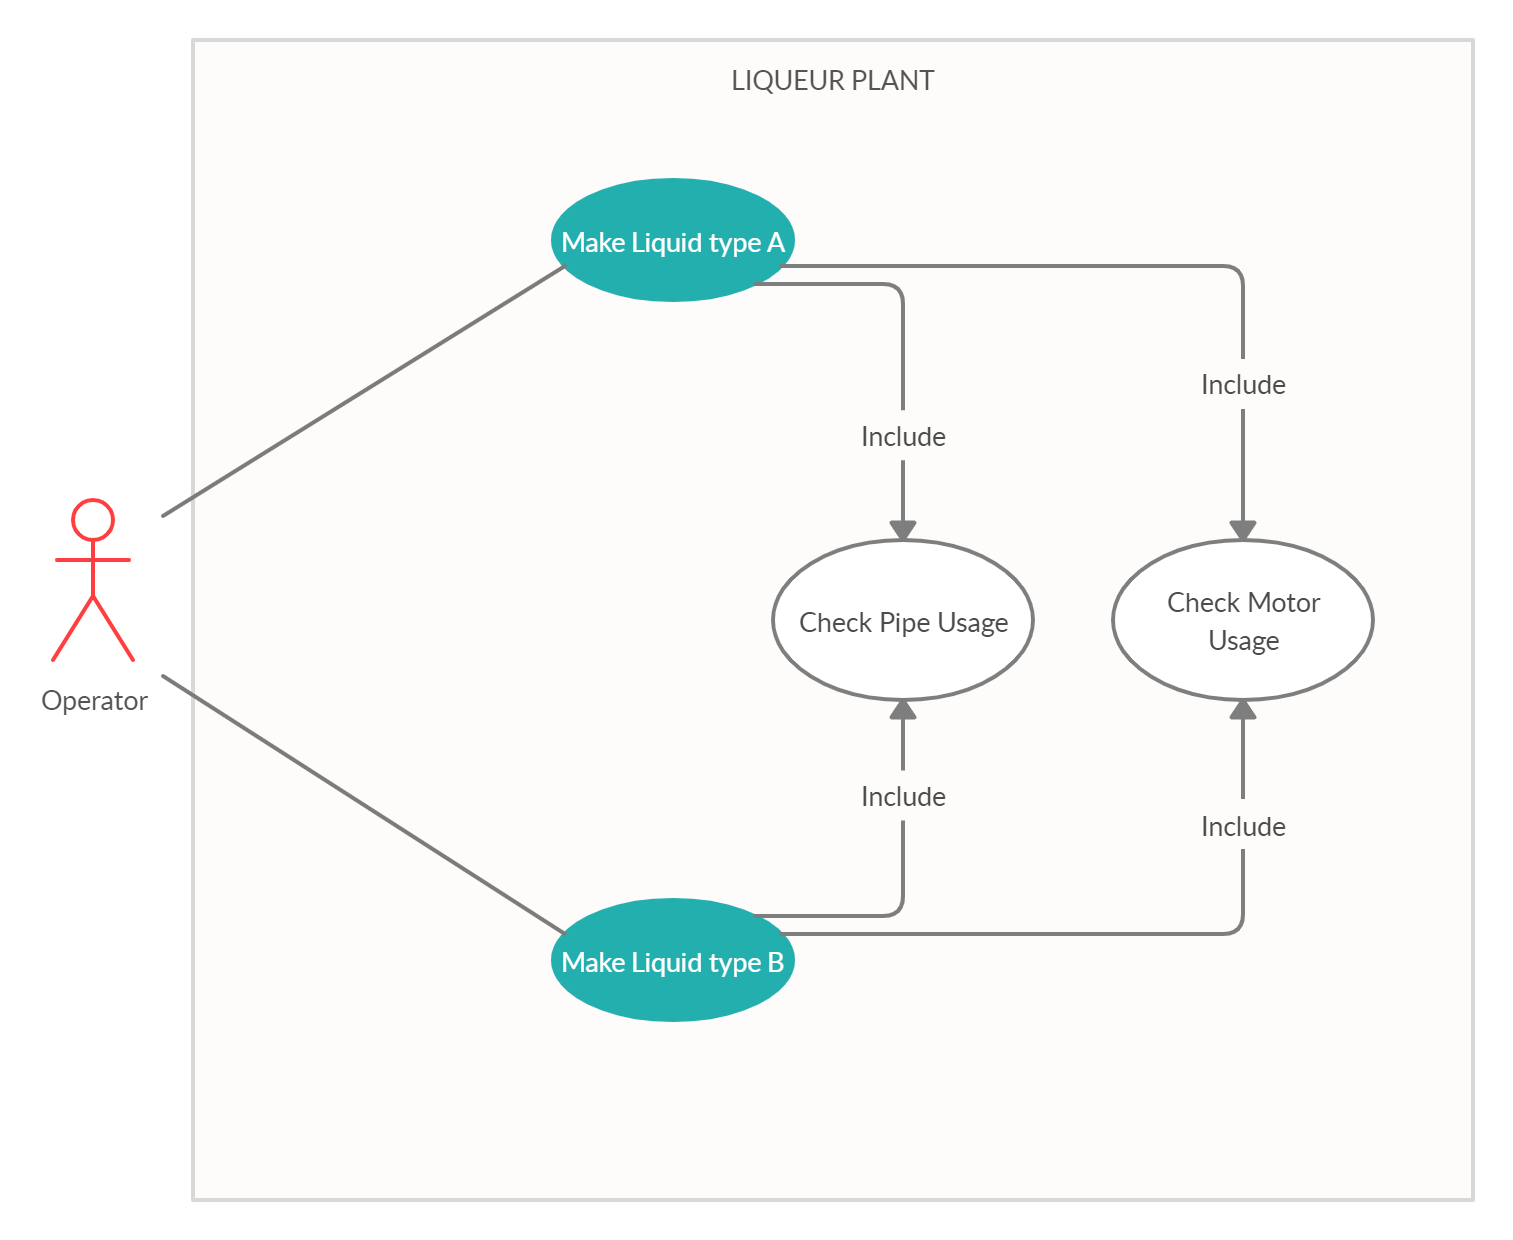 LIQUEUR PLANT
Make Liquid type A
Include
Include
Operator
Check Pipe Usage
Check Motor
Usage
Include
Include
Make Liquid type B